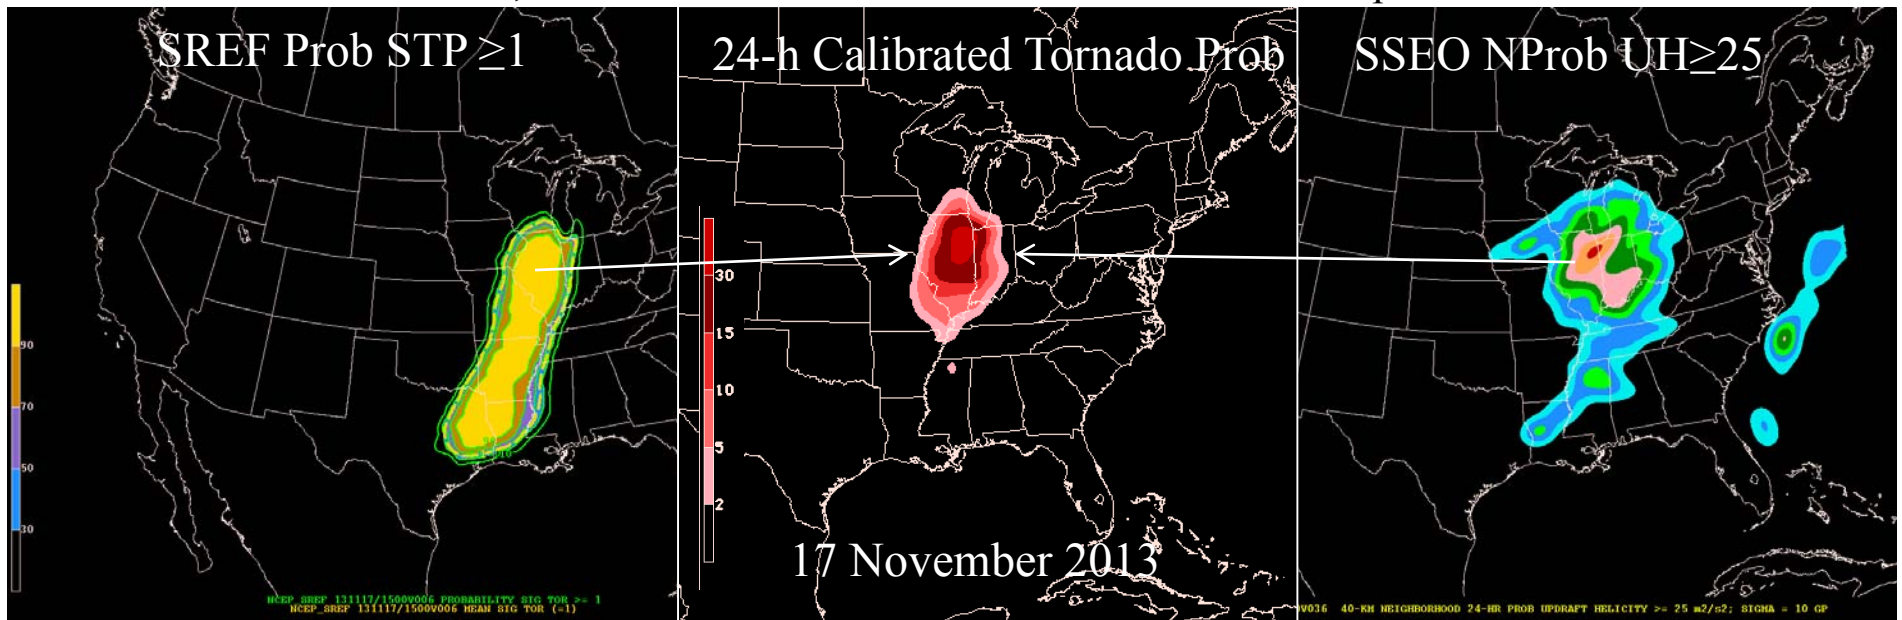 SREF Prob STP ≥1
90
70
50
30
NCEP_SREF 131117/1500V006 PROBABILITY SIG TOR >= 1
NCEP_SREF 131117/1500V006 MEAN SIG TOR (=1)
24-h Calibrated Tornado Prob
30
15
10
5
2
17 November 2013
SSEO NProb UH≥25
V036 40-KM NEIGHBORHOOD 24-HR PROB UPDRAFT HELICITY >= 25 m2/s2; SIGMA = 10 GP